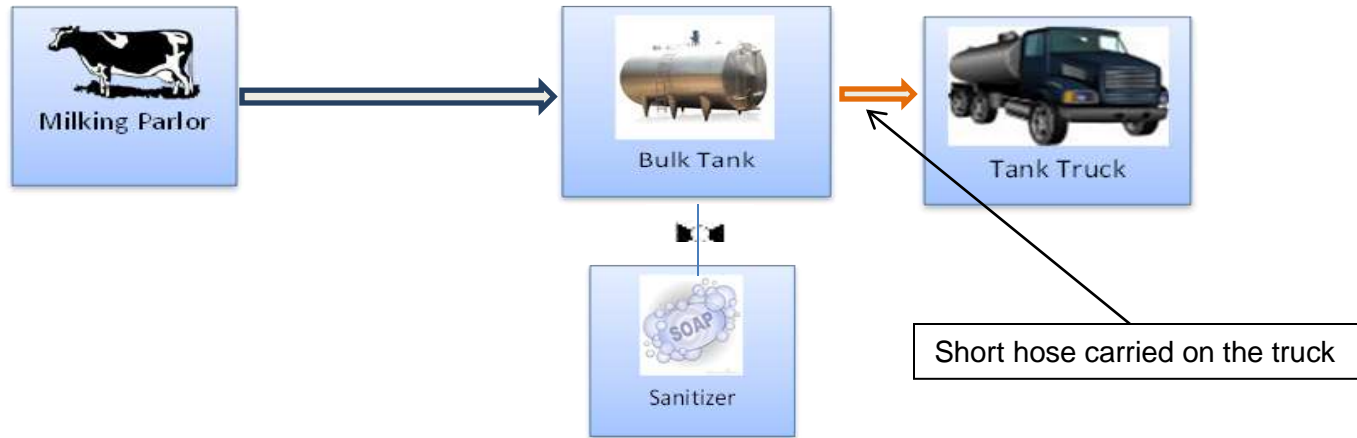 Milking Parlor
Bulk Tank
Tank Truck
SOAP
Sanitizer
Short hose carried on the truck